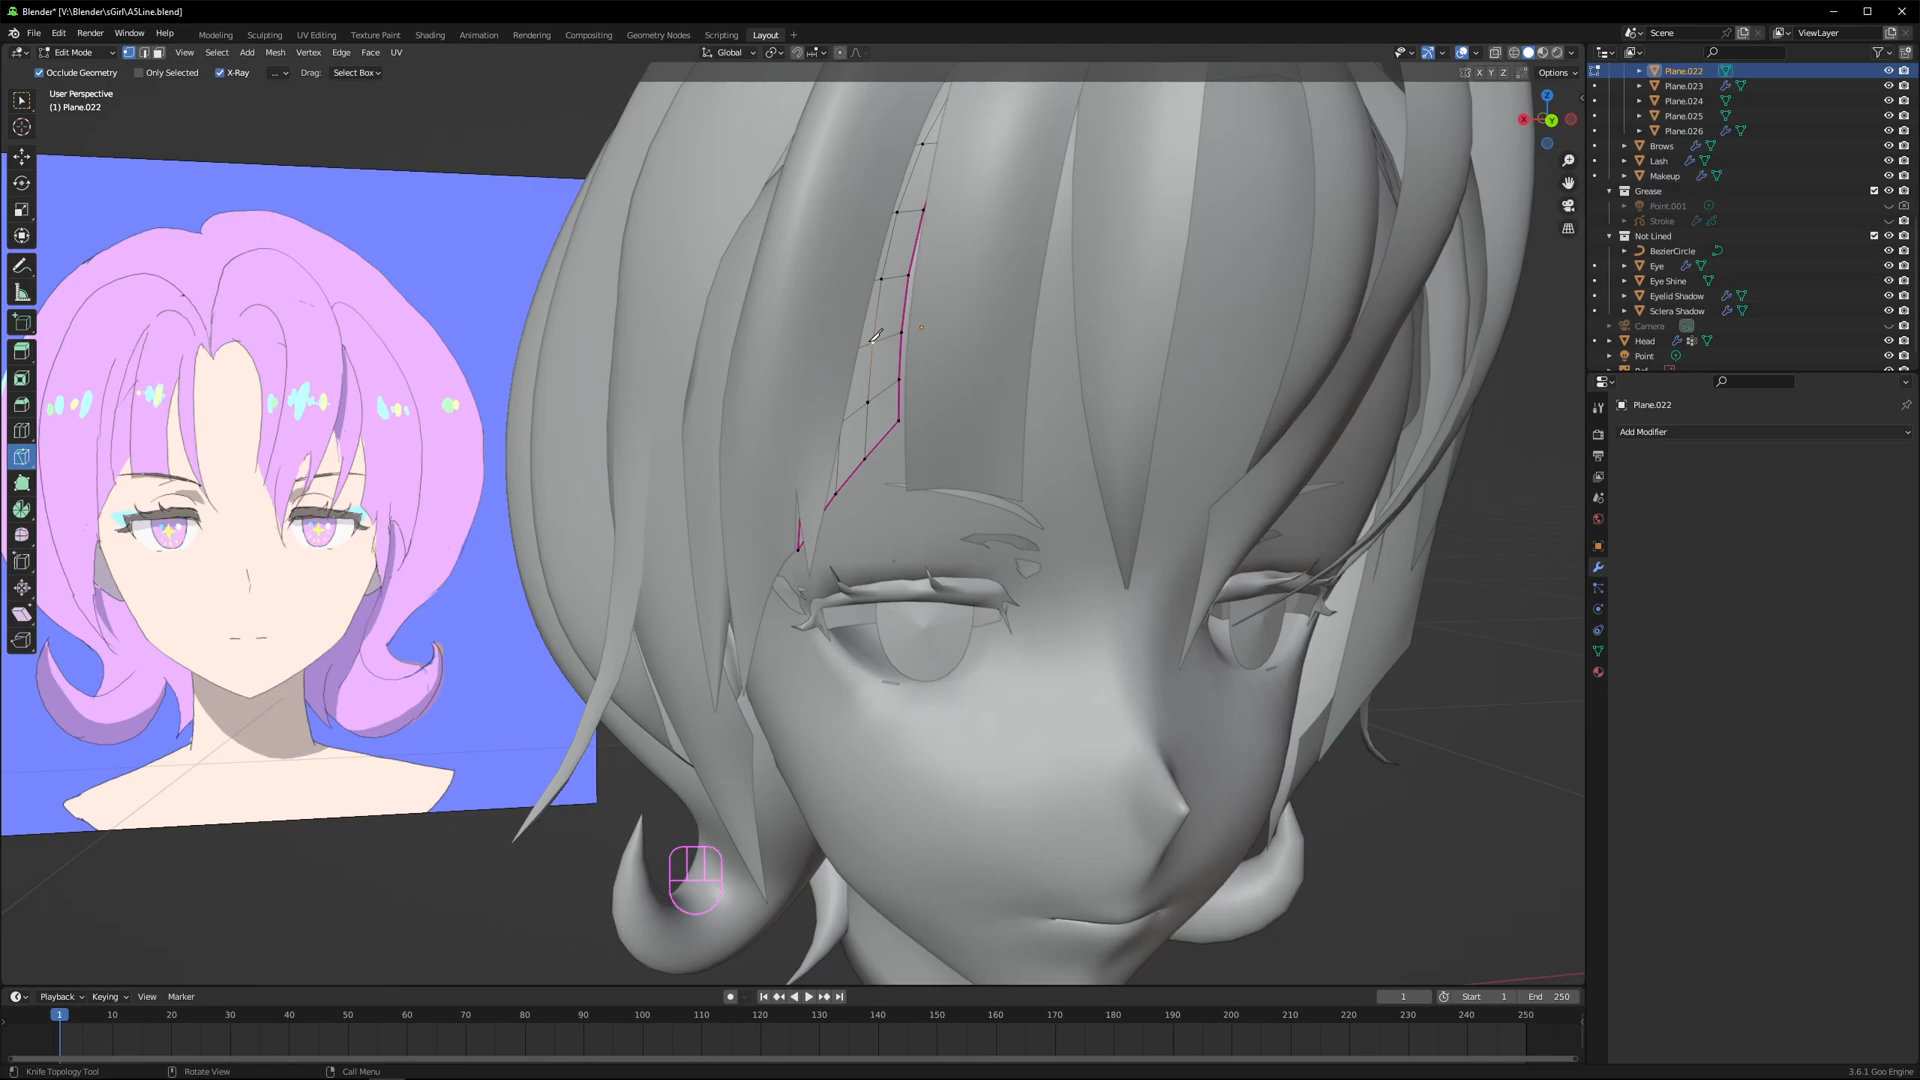 Blender* [V:\Blender\sGirl\A5Line.blend]
File Edit Render Window Help
Modeling Sculpting UV Editing Texture Paint Shading Animation Rendering Compositing Geometry Nodes Scripting Layout +
Scene ViewLayer
Edit Mode View Select Add Mesh Vertex Edge Face UV
Global
Occlude Geometry Only Selected X-Ray ... Drag: Select Box
X Y Z Options
User Perspective
(1) Plane.022
Z
X Y
Plane.022
Plane.023
Plane.024
Plane.025
Plane.026
Brows
Lash
Makeup
Grease
Point.001
Stroke
Not Lined
BezierCircle
Eye
Eye Shine
Eyelid Shadow
Sclera Shadow
Camera
Head
Point
Plane.022
Add Modifier
Playback Keying View Marker
1 Start 1 End 250
1 10 20 30 40 50 60 70 80 90 100 110 120 130 140 150 160 170 180 190 200 210 220 230 240 250
Knife Topology Tool Rotate View Call Menu
3.6.1 Goo Engine